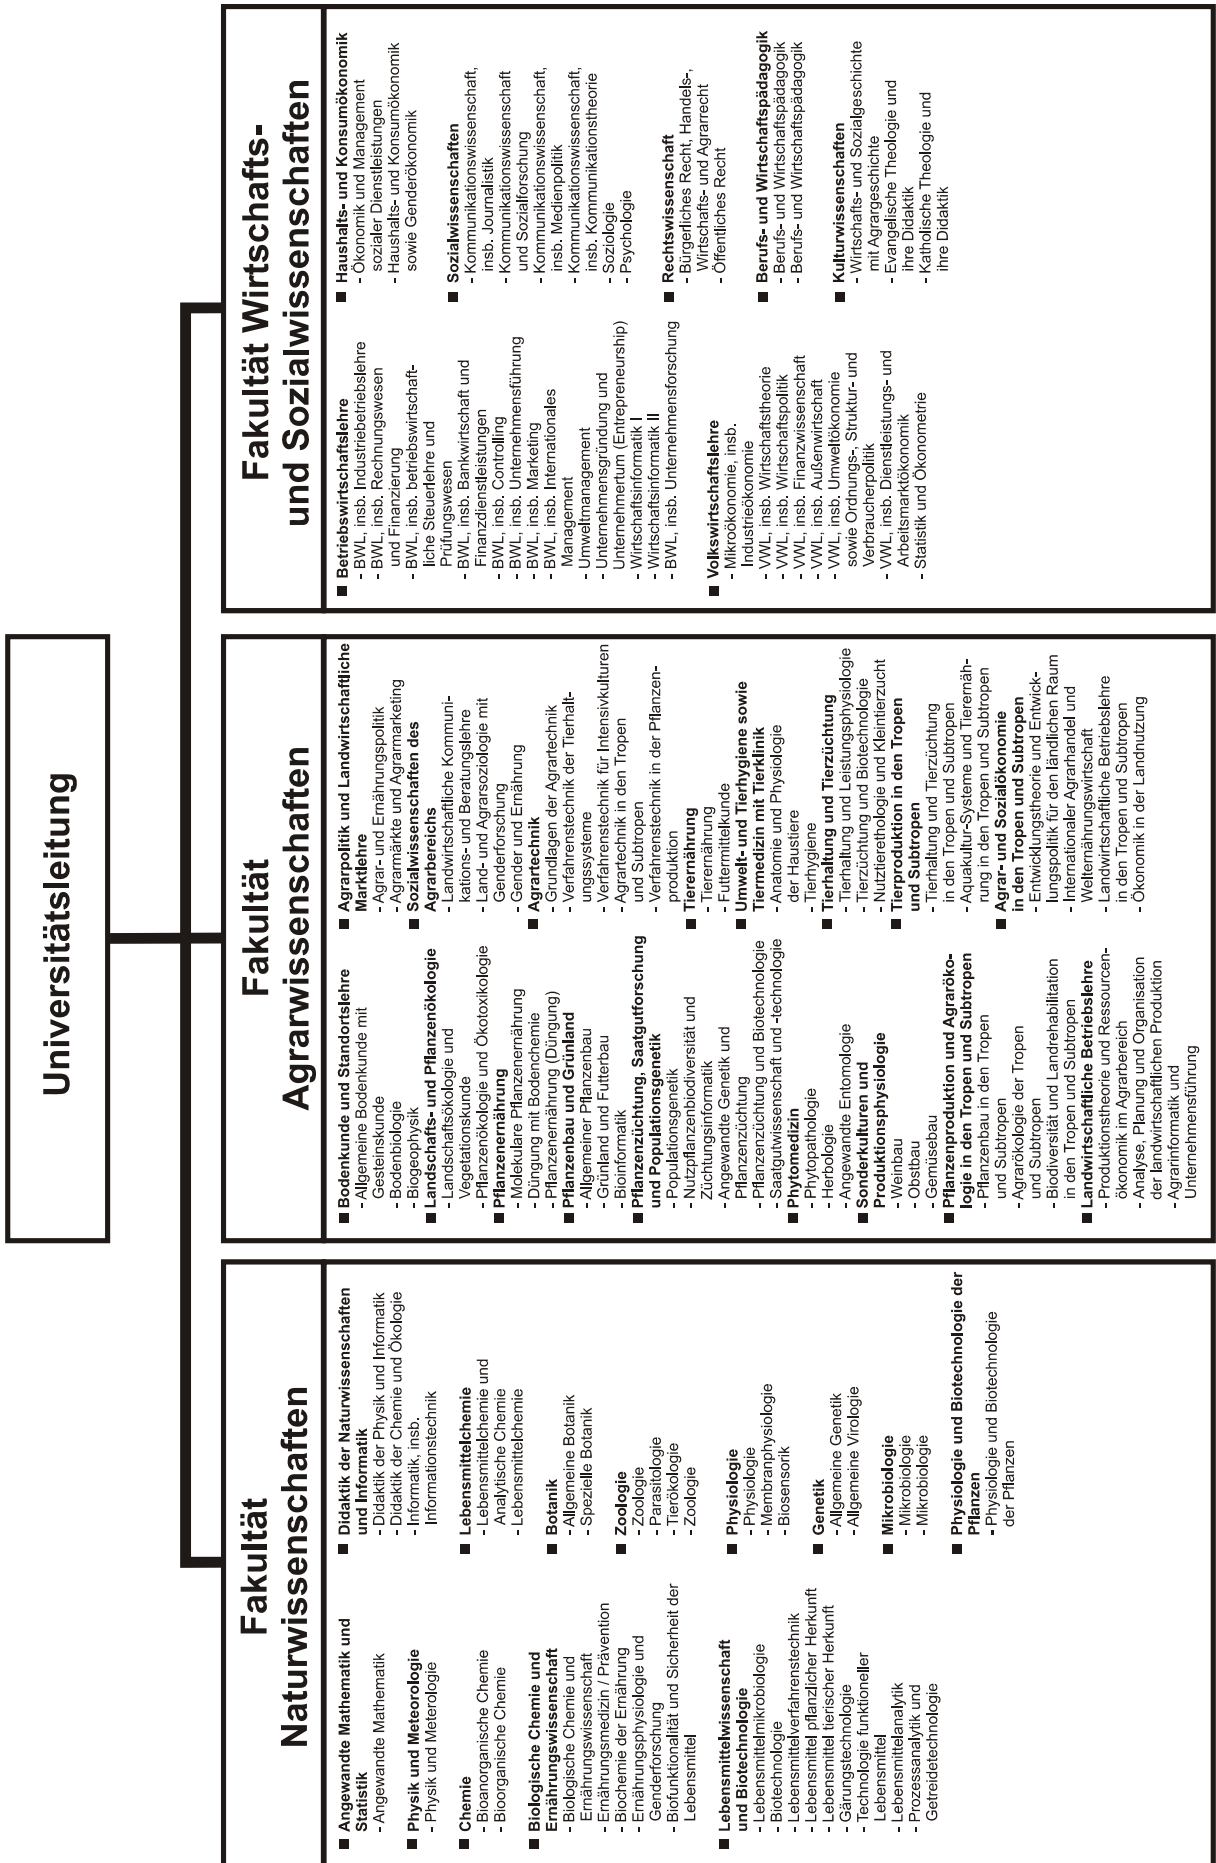 Universitätsleitung
Fakultät
Naturwissenschaften
■ Angewandte Mathematik und
Statistik
- Angewandte Mathematik
■ Physik und Meteorologie
- Physik und Meterologie
■ Chemie
- Bioanorganische Chemie
- Bioorganische Chemie
■ Biologische Chemie und
Ernährungswissenschaft
- Biologische Chemie und
Ernährungswissenschaft
- Ernährungsmedizin / Prävention
- Biochemie der Ernährung
- Ernährungsphysiologie und
Genderforschung
- Biofunktionalität und Sicherheit der
Lebensmittel
■ Lebensmittelwissenschaft
und Biotechnologie
- Lebensmittelmikrobiologie
- Biotechnologie
- Lebensmittelverfahrenstechnik
- Lebensmittel pflanzlicher Herkunft
- Lebensmittel tierischer Herkunft
- Gärungstechnologie
- Technologie funktioneller
Lebensmittel
- Lebensmittelanalytik
- Prozessanalytik und
Getreidetechnologie
■ Didaktik der Naturwissenschaften
und Informatik
- Didaktik der Physik und Informatik
- Didaktik der Chemie und Ökologie
- Informatik, insb.
Informationstechnik
■ Lebensmittelchemie
- Lebensmittelchemie und
Analytische Chemie
- Lebensmittelchemie
■ Botanik
- Allgemeine Botanik
- Spezielle Botanik
■ Zoologie
- Zoologie
- Parasitologie
- Tierökologie
- Zoologie
■ Physiologie
- Physiologie
- Membranphysiologie
- Biosensorik
■ Genetik
- Allgemeine Genetik
- Allgemeine Virologie
■ Mikrobiologie
- Mikrobiologie
- Mikrobiologie
■ Physiologie und Biotechnologie der
Pflanzen
- Physiologie und Biotechnologie
der Pflanzen
Fakultät
Agrarwissenschaften
■ Bodenkunde und Standortslehre
- Allgemeine Bodenkunde mit
Gesteinskunde
- Bodenbiologie
- Biogeophysik
■ Landschafts- und Pflanzenökologie
- Landschaftsökologie und
Vegetationskunde
- Pflanzenökologie und Ökotoxikologie
■ Pflanzenernährung
- Molekulare Pflanzenernährung
- Düngung mit Bodenchemie
- Pflanzenernährung (Düngung)
■ Pflanzenbau und Grünland
- Allgemeiner Pflanzenbau
- Grünland und Futterbau
- Bioinformatik
■ Pflanzenzüchtung, Saatgutforschung
und Populationsgenetik
- Populationsgenetik
- Nutzpflanzenbiodiversität und
Züchtungsinformatik
- Angewandte Genetik und
Pflanzenzüchtung
- Pflanzenzüchtung und Biotechnologie
- Saatgutwissenschaft und -technologie
■ Phytomedizin
- Phytopathologie
- Herbologie
- Angewandte Entomologie
■ Sonderkulturen und
Produktionsphysiologie
- Weinbau
- Obstbau
- Gemüsebau
■ Pflanzenproduktion und Agraröko-
logie in den Tropen und Subtropen
- Pflanzenbau in den Tropen
und Subtropen
- Agrarökologie der Tropen
und Subtropen
- Biodiversität und Landrehabilitation
in den Tropen und Subtropen
■ Landwirtschaftliche Betriebslehre
- Produktionstheorie und Ressourcen-
ökonomik im Agrarbereich
- Analyse, Planung und Organisation
der landwirtschaftlichen Produktion
- Agrarinformatik und
Unternehmensführung
■ Agrarpolitik und Landwirtschaftliche
Marktlehre
- Agrar- und Ernährungspolitik
- Agrarmärkte und Agrarmarketing
■ Sozialwissenschaften des
Agrarbereichs
- Landwirtschaftliche Kommuni-
kations- und Beratungslehre
- Land- und Agrarsoziologie mit
Genderforschung
- Gender und Ernährung
■ Agrartechnik
- Grundlagen der Agrartechnik
- Verfahrenstechnik der Tierhalt-
ungssysteme
- Verfahrenstechnik für Intensivkulturen
- Agrartechnik in den Tropen
und Subtropen
- Verfahrenstechnik in der Pflanzen-
produktion
■ Tierernährung
- Tierernährung
- Futtermittelkunde
■ Umwelt- und Tierhygiene sowie
Tiermedizin mit Tierklinik
- Anatomie und Physiologie
der Haustiere
- Tierhygiene
■ Tierhaltung und Tierzüchtung
- Tierhaltung und Leistungsphysiologie
- Tierzüchtung und Biotechnologie
- Nutztierethologie und Kleintierzucht
■ Tierproduktion in den Tropen
und Subtropen
- Tierhaltung und Tierzüchtung
in den Tropen und Subtropen
- Aquakultur-Systeme und Tierernäh-
rung in den Tropen und Subtropen
■ Agrar- und Sozialökonomie
in den Tropen und Subtropen
- Entwicklungstheorie und Entwick-
lungspolitik für den ländlichen Raum
- Internationaler Agrarhandel und
Welternährungswirtschaft
- Landwirtschaftliche Betriebslehre
in den Tropen und Subtropen
- Ökonomik in der Landnutzung
Fakultät Wirtschafts-
und Sozialwissenschaften
■ Betriebswirtschaftslehre
- BWL, insb. Industriebetriebslehre
- BWL, insb. Rechnungswesen
und Finanzierung
- BWL, insb. betriebswirtschaft-
liche Steuerlehre und
Prüfungswesen
- BWL, insb. Bankwirtschaft und
Finanzdienstleistungen
- BWL, insb. Controlling
- BWL, insb. Unternehmensführung
- BWL, insb. Marketing
- BWL, insb. Internationales
Management
- Umweltmanagement
- Unternehmensgründung und
Unternehmertum (Entrepreneurship)
- Wirtschaftsinformatik I
- Wirtschaftsinformatik II
- BWL, insb. Unternehmensforschung
■ Volkswirtschaftslehre
- Mikroökonomie, insb.
Industrieökonomie
- VWL, insb. Wirtschaftstheorie
- VWL, insb. Wirtschaftspolitik
- VWL, insb. Finanzwissenschaft
- VWL, insb. Außenwirtschaft
- VWL, insb. Umweltökonomie
sowie Ordnungs-, Struktur- und
Verbraucherpolitik
- VWL, insb. Dienstleistungs- und
Arbeitsmarktökonomik
- Statistik und Ökonometrie
■ Haushalts- und Konsumökonomik
- Ökonomik und Management
sozialer Dienstleistungen
- Haushalts- und Konsumökonomik
sowie Genderökonomik
■ Sozialwissenschaften
- Kommunikationswissenschaft,
insb. Journalistik
- Kommunikationswissenschaft
und Sozialforschung
- Kommunikationswissenschaft,
insb. Medienpolitik
- Kommunikationswissenschaft,
insb. Kommunikationstheorie
- Soziologie
- Psychologie
■ Rechtswissenschaft
- Bürgerliches Recht, Handels-,
Wirtschafts- und Agrarrecht
- Öffentliches Recht
■ Berufs- und Wirtschaftspädagogik
- Berufs- und Wirtschaftspädagogik
- Berufs- und Wirtschaftspädagogik
■ Kulturwissenschaften
- Wirtschafts- und Sozialgeschichte
mit Agrargeschichte
- Evangelische Theologie und
ihre Didaktik
- Katholische Theologie und
ihre Didaktik